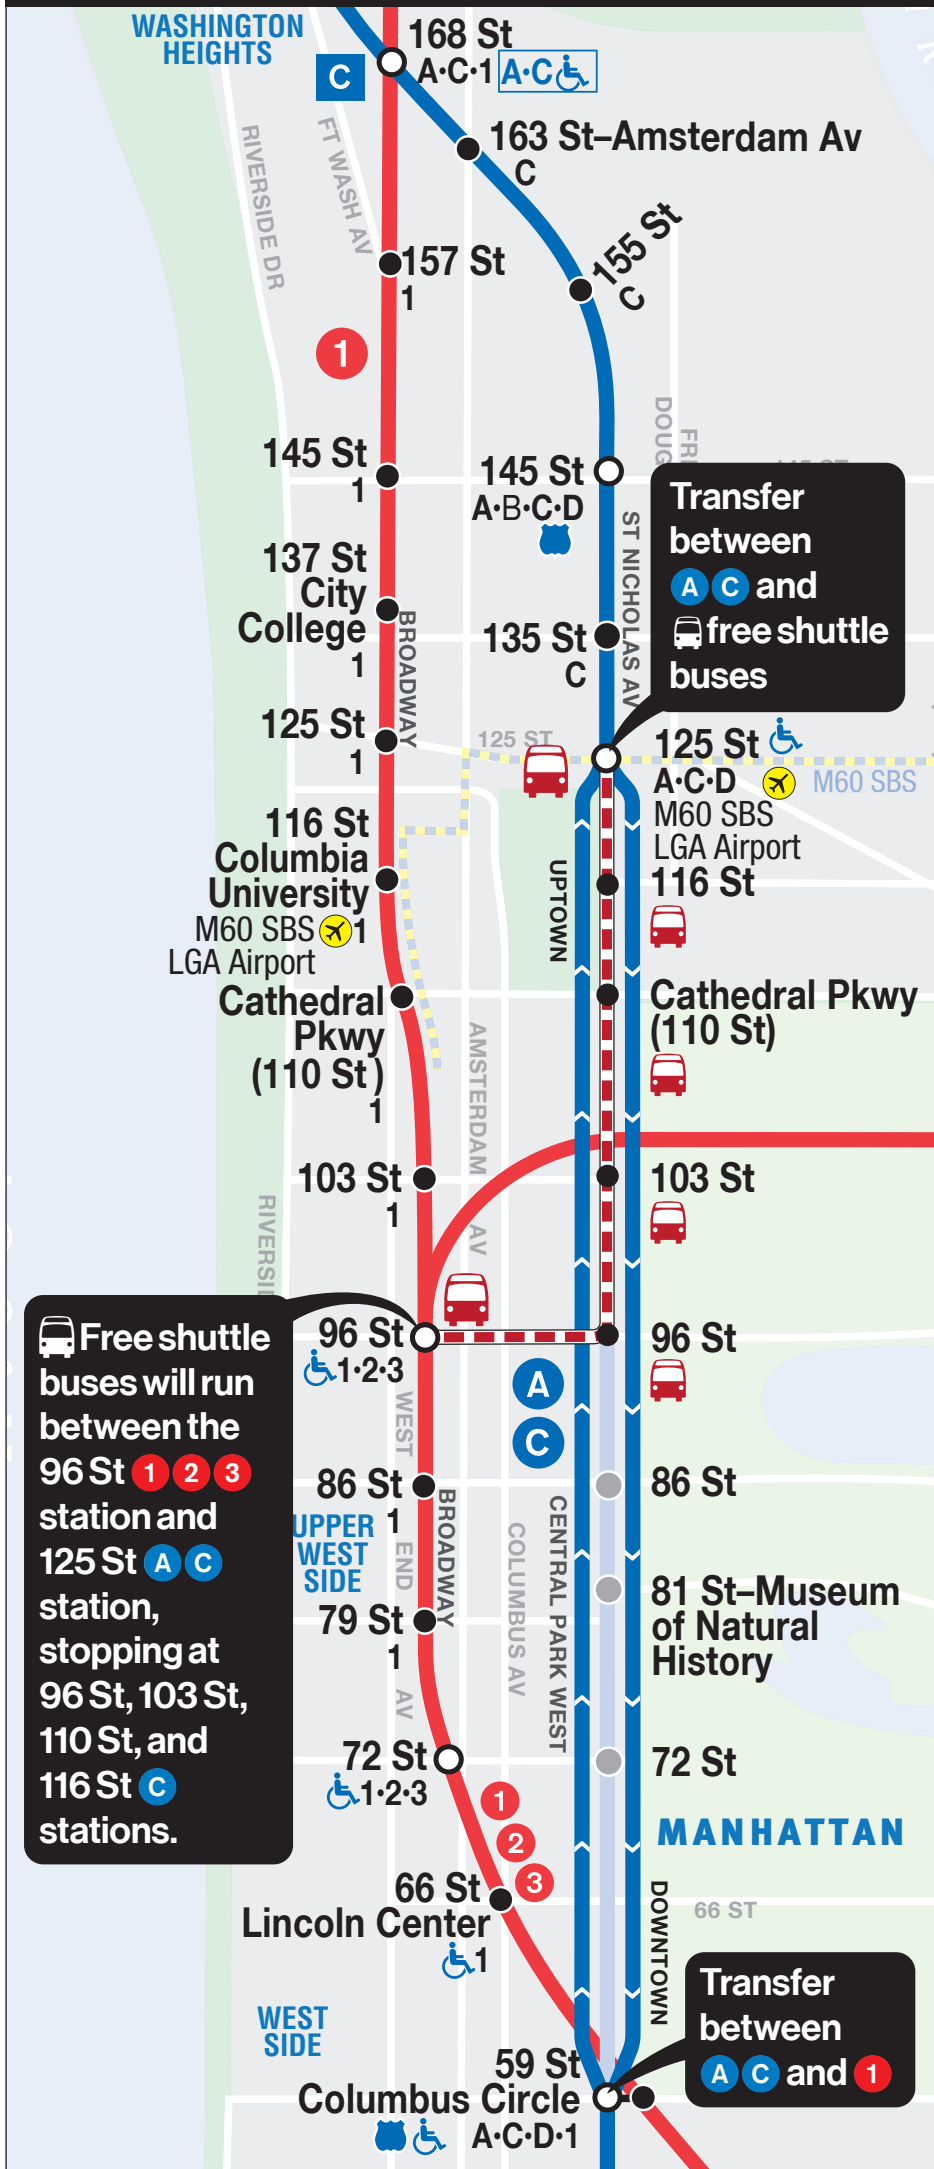 WASHINGTON
HEIGHTS
168 St
A•C•1 A•C
C
163 St–Amsterdam Av
C
RIVERSIDE DR
FT WASH AV
155 St
C
157 St
1
1
145 St
1
145 St
A•B•C•D
DOUG
FR
Transfer
between
A C and
free shuttle
buses
ST NICHOLAS AV
137 St
City
College
1
BROADWAY
135 St
C
125 St
1
125 ST
125 St
A•C•D
M60 SBS
M60 SBS
LGA Airport
116 St
Columbia
University
M60 SBS 1
LGA Airport
UPTOWN
116 St
Cathedral
Pkwy
(110 St)
1
Cathedral Pkwy
(110 St)
AMSTERDAM AV
103 St
1
103 St
RIVERSI
Free shuttle
buses will run
between the
96 St 1 2 3
station and
125 St A C
station,
stopping at
96 St, 103 St,
110 St, and
116 St C
stations.
96 St
1•2•3
96 St
A
C
WEST END AV
86 St
1
86 St
UPPER
WEST
SIDE
BROADWAY
COLUMBUS AV
CENTRAL PARK WEST
79 St
1
81 St–Museum
of Natural
History
72 St
1•2•3
72 St
1
2
3
MANHATTAN
66 St
Lincoln Center
1
66 ST
DOWNTOWN
WEST
SIDE
Transfer
between
A C and 1
59 St
Columbus Circle
A•C•D•1